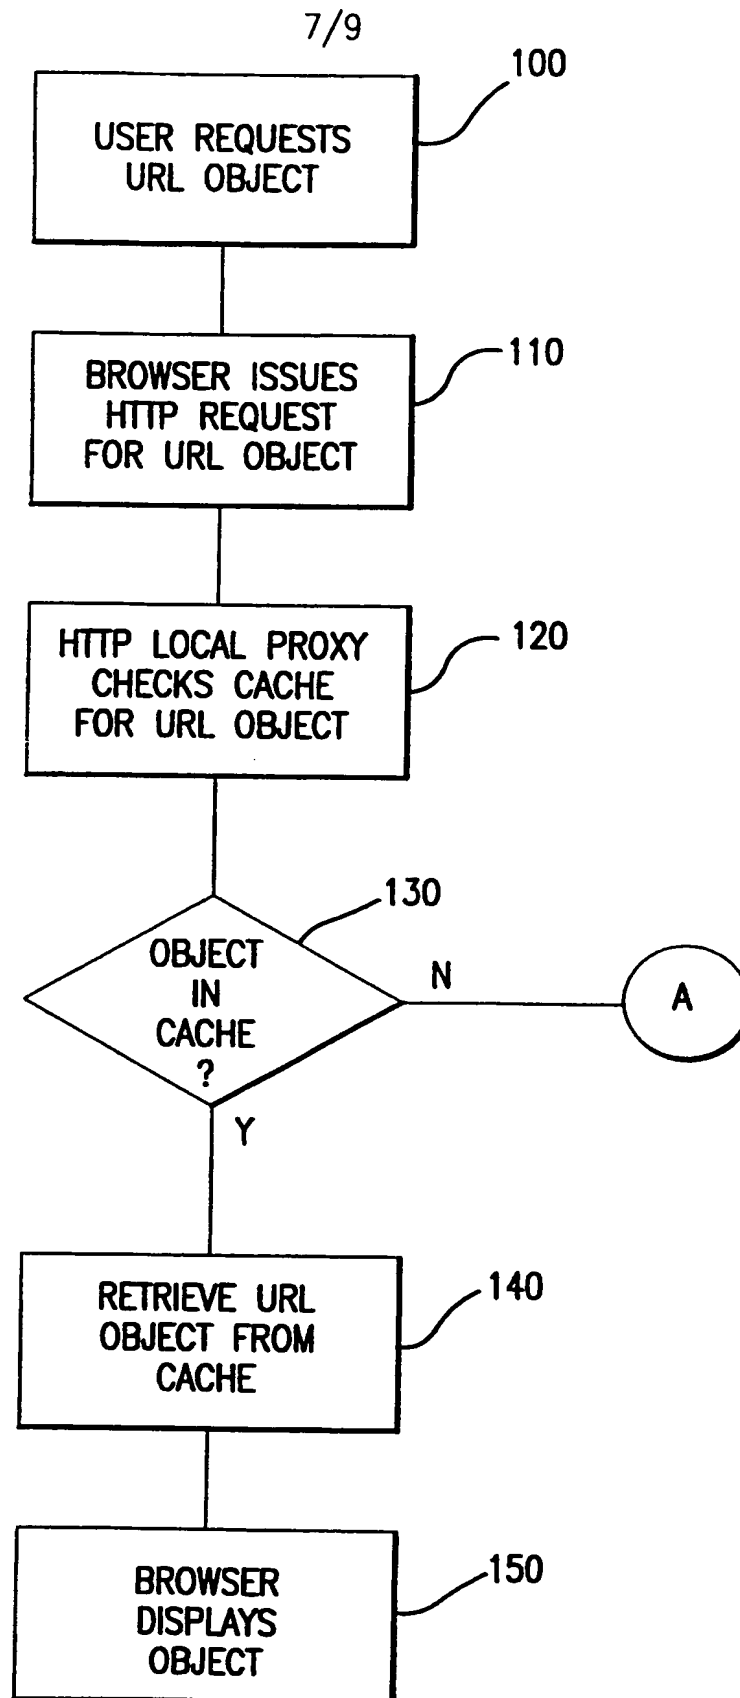 7/9
100
USER REQUESTS
URL OBJECT
110
BROWSER ISSUES
HTTP REQUEST
FOR URL OBJECT
120
HTTP LOCAL PROXY
CHECKS CACHE
FOR URL OBJECT
130
OBJECT
IN
CACHE
?
N
A
Y
140
RETRIEVE URL
OBJECT FROM
CACHE
150
BROWSER
DISPLAYS
OBJECT